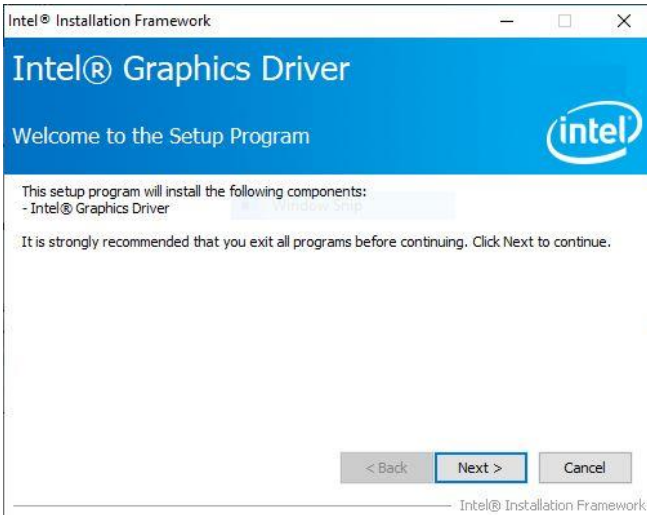 Intel® Installation Framework
Intel® Graphics Driver
Welcome to the Setup Program
intel
This setup program will install the following components:
- Intel® Graphics Driver
Window Snip
It is strongly recommended that you exit all programs before continuing. Click Next to continue.
< Back Next > Cancel
Intel® Installation Framework